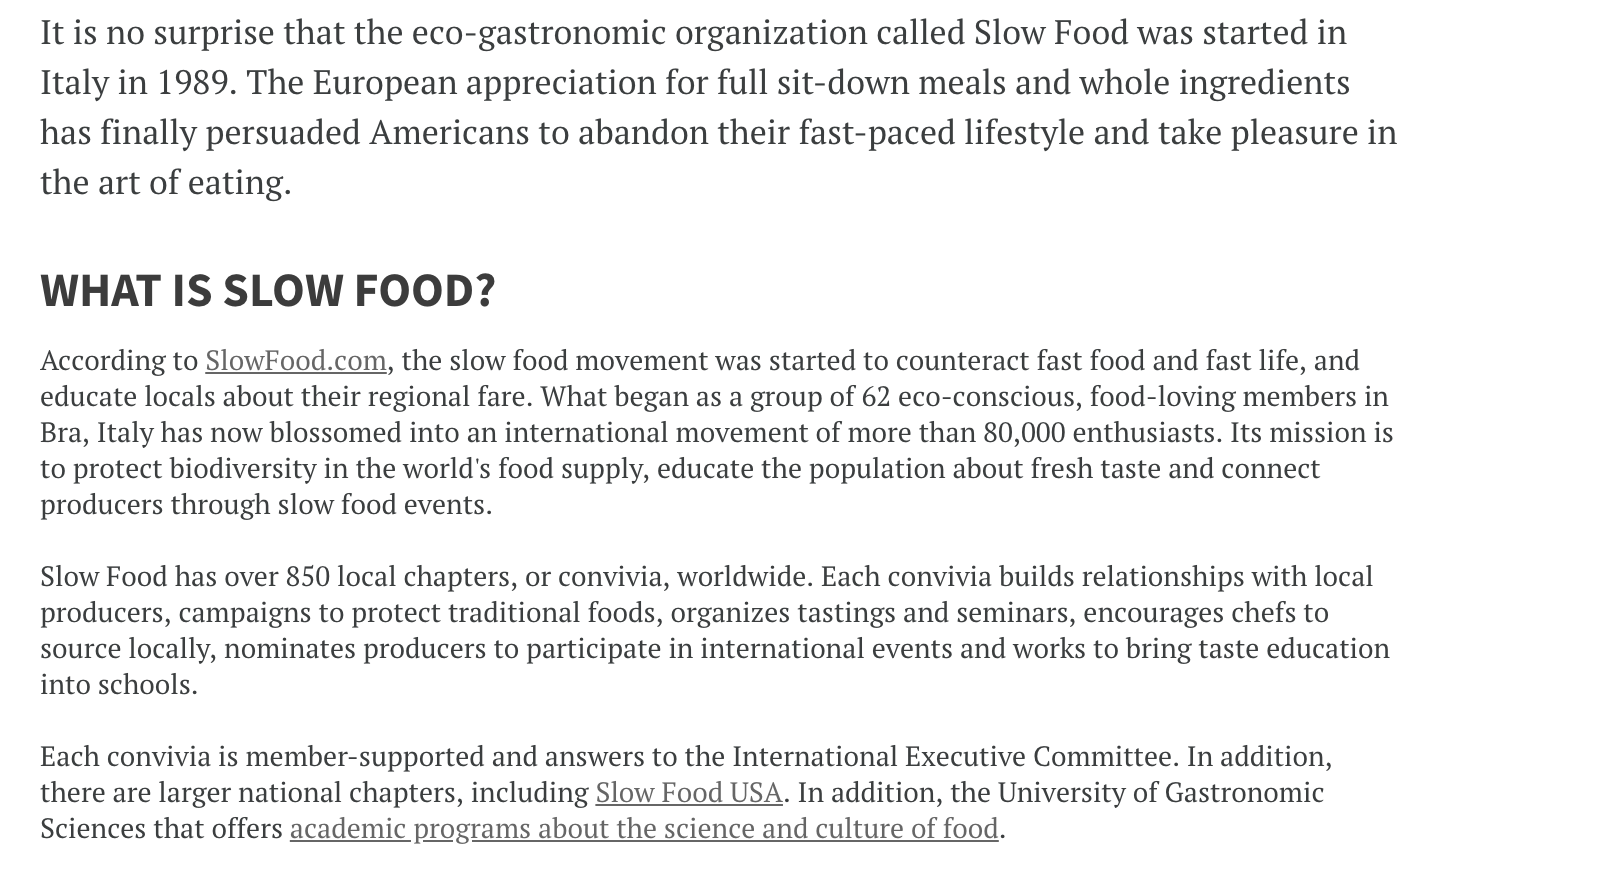 It is no surprise that the eco-gastronomic organization called Slow Food was started in
Italy in 1989. The European appreciation for full sit-down meals and whole ingredients
has finally persuaded Americans to abandon their fast-paced lifestyle and take pleasure in
the art of eating.
WHAT IS SLOW FOOD?
According to SlowFood.com, the slow food movement was started to counteract fast food and fast life, and
educate locals about their regional fare. What began as a group of 62 eco-conscious, food-loving members in
Bra, Italy has now blossomed into an international movement of more than 80,000 enthusiasts. Its mission is
to protect biodiversity in the world's food supply, educate the population about fresh taste and connect
producers through slow food events.
Slow Food has over 850 local chapters, or convivia, worldwide. Each convivia builds relationships with local
producers, campaigns to protect traditional foods, organizes tastings and seminars, encourages chefs to
source locally, nominates producers to participate in international events and works to bring taste education
into schools.
Each convivia is member-supported and answers to the International Executive Committee. In addition,
there are larger national chapters, including Slow Food USA. In addition, the University of Gastronomic
Sciences that offers academic programs about the science and culture of food.